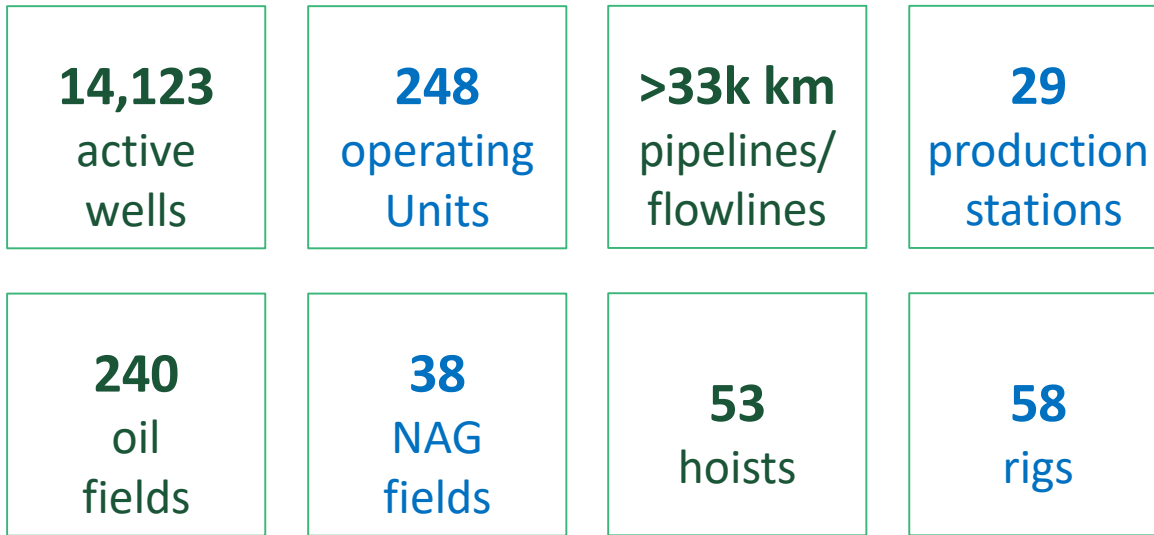 14,123
active
wells
248
operating
Units
>33k km
pipelines/
flowlines
29
production
stations
240
oil
fields
38
NAG
fields
53
hoists
58
rigs